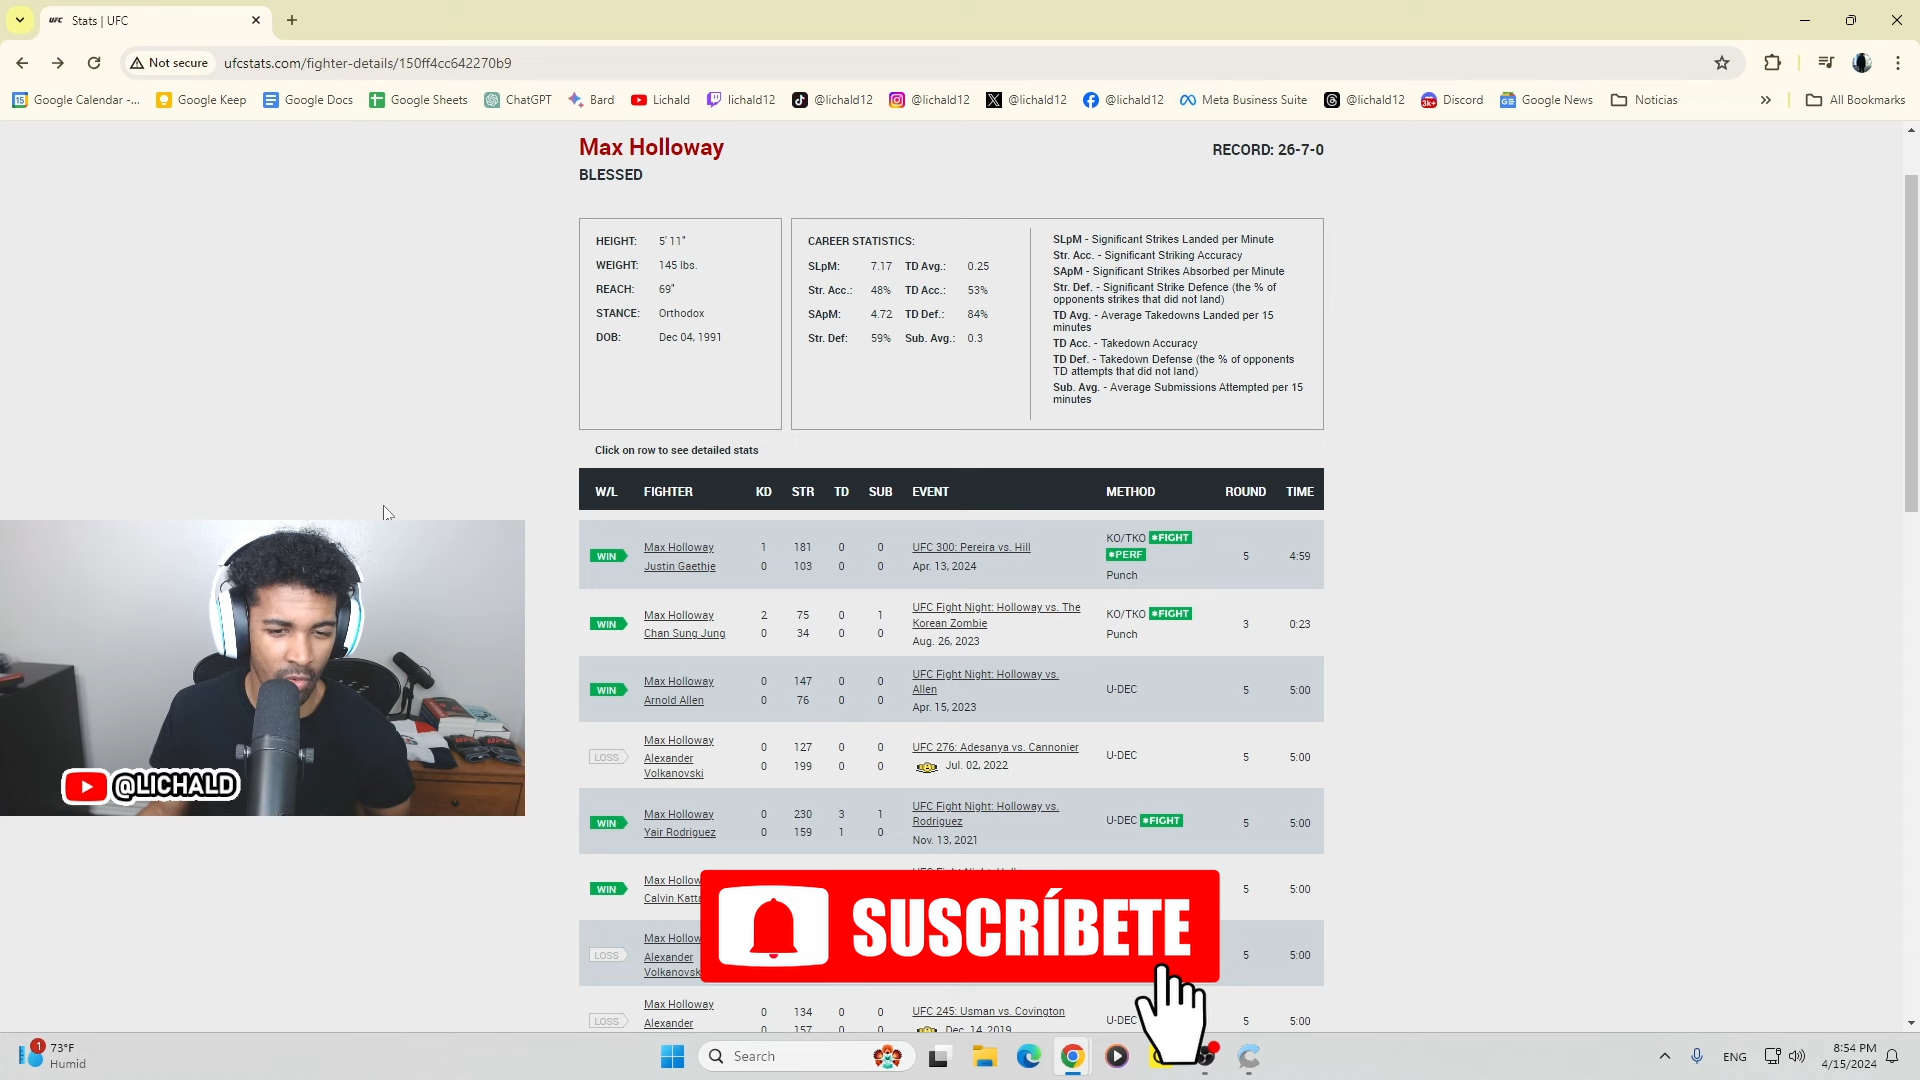 Stats | UFC
Not secure
ufcstats.com/fighter-details/150ff4cc642270b9
Google Calendar -... Google Keep Google Docs Google Sheets ChatGPT Bard Lichald lichald12 @lichald12 @lichald12 @lichald12 @lichald12 Meta Business Suite @lichald12 Discord Google News Noticias » All Bookmarks
Max Holloway RECORD: 26-7-0
BLESSED
HEIGHT: 5' 11"
WEIGHT: 145 lbs.
REACH: 69"
STANCE: Orthodox
DOB: Dec 04, 1991
CAREER STATISTICS:
SLpM: 7.17 TD Avg.: 0.25
Str. Acc.: 48% TD Acc.: 53%
SApM: 4.72 TD Def.: 84%
Str. Def: 59% Sub. Avg.: 0.3
SLpM - Significant Strikes Landed per Minute
Str. Acc. - Significant Striking Accuracy
SApM - Significant Strikes Absorbed per Minute
Str. Def. - Significant Strike Defence (the % of
opponents strikes that did not land)
TD Avg. - Average Takedowns Landed per 15
minutes
TD Acc. - Takedown Accuracy
TD Def. - Takedown Defense (the % of opponents
TD attempts that did not land)
Sub. Avg. - Average Submissions Attempted per 15
minutes
Click on row to see detailed stats
W/L FIGHTER KD STR TD SUB EVENT METHOD ROUND TIME
WIN
Max Holloway 1 181 0 0 UFC 300: Pereira vs. Hill
Justin Gaethje 0 103 0 0 Apr. 13, 2024
KO/TKO FIGHT
PERF
Punch
5 4:59
WIN
Max Holloway 2 75 0 1
Chan Sung Jung 0 34 0 0
UFC Fight Night: Holloway vs. The
Korean Zombie
Aug. 26, 2023
KO/TKO FIGHT
Punch
3 0:23
WIN
Max Holloway 0 147 0 0
Arnold Allen 0 76 0 0
UFC Fight Night: Holloway vs.
Allen
Apr. 15, 2023
U-DEC 5 5:00
LOSS
Max Holloway 0 127 0 0
Alexander 0 199 0 0
Volkanovski
UFC 276: Adesanya vs. Cannonier
Jul. 02, 2022
U-DEC 5 5:00
WIN
Max Holloway 0 230 3 1
Yair Rodriguez 0 159 1 0
UFC Fight Night: Holloway vs.
Rodriguez
Nov. 13, 2021
U-DEC FIGHT 5 5:00
WIN
Max Hollow
Calvin Katta
5 5:00
LOSS
Max Hollow
Alexander
Volkanovsk
5 5:00
LOSS
Max Holloway 0 134 0 0
Alexander 0 157 0 0
UFC 245: Usman vs. Covington
Dec. 14, 2019
U-DEC 5 5:00
@LICHALD
SUSCRÍBETE
1
73°F
Humid
Search
ENG
8:54 PM
4/15/2024